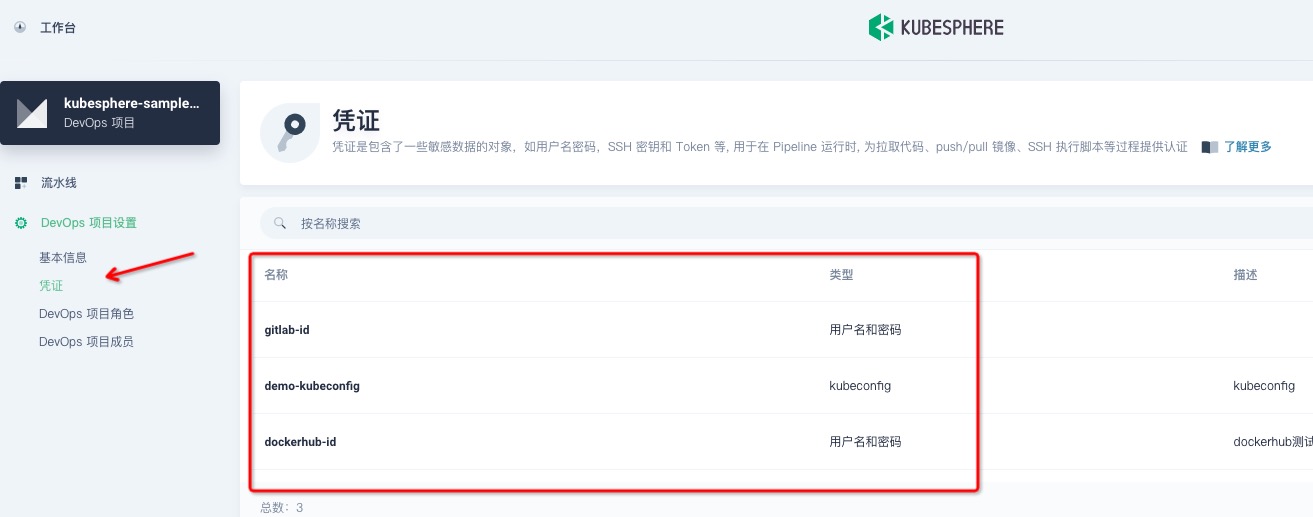 工作台
KUBESPHERE
kubesphere-sample...
DevOps 项目
流水线
DevOps 项目设置
基本信息
凭证
DevOps 项目角色
DevOps 项目成员
凭证
凭证是包含了一些敏感数据的对象，如用户名密码，SSH 密钥和 Token 等, 用于在 Pipeline 运行时, 为拉取代码、push/pull 镜像、SSH 执行脚本等过程提供认证 了解更多
按名称搜索
名称 类型 描述
gitlab-id 用户名和密码
demo-kubeconfig kubeconfig kubeconfig
dockerhub-id 用户名和密码 dockerhub测试
总数：3